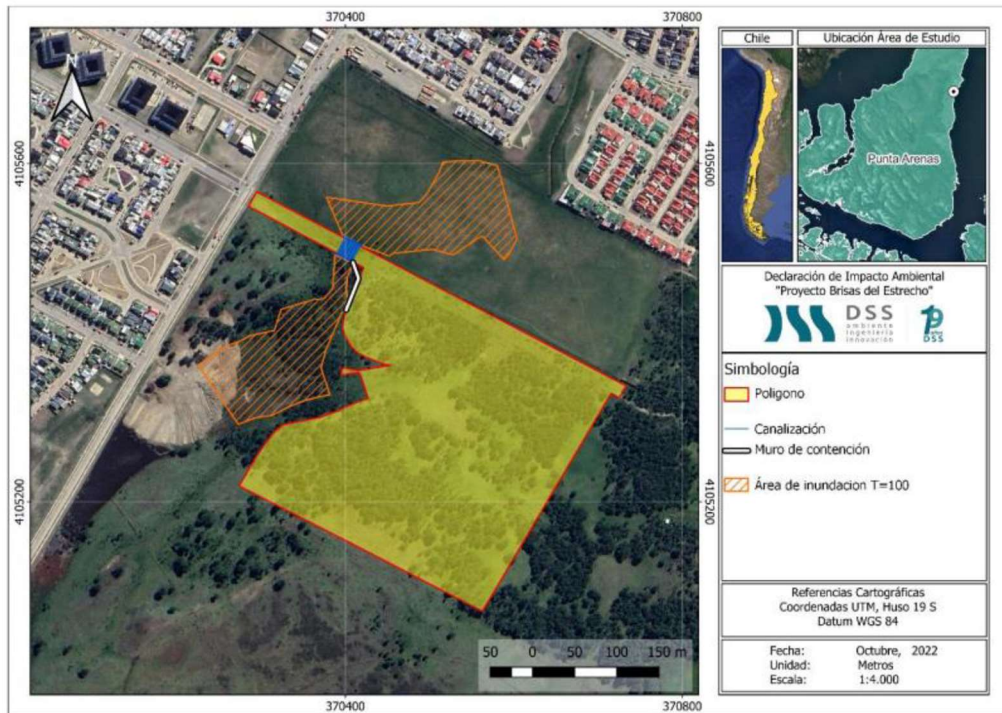 370400
370800
N
4105600
4105600
4105200
4105200
50 0 50 100 150 m
370400
370800
Chile
Ubicación Área de Estudio
Punta Arenas
Declaración de Impacto Ambiental
"Proyecto Brisas del Estrecho"
DSS
ambiente
ingeniería
innovación
DSS
Simbología
Poligono
Canalización
Muro de contención
Área de inundacion T=100
Referencias Cartográficas
Coordenadas UTM, Huso 19 S
Datum WGS 84
Fecha: Octubre, 2022
Unidad: Metros
Escala: 1:4.000